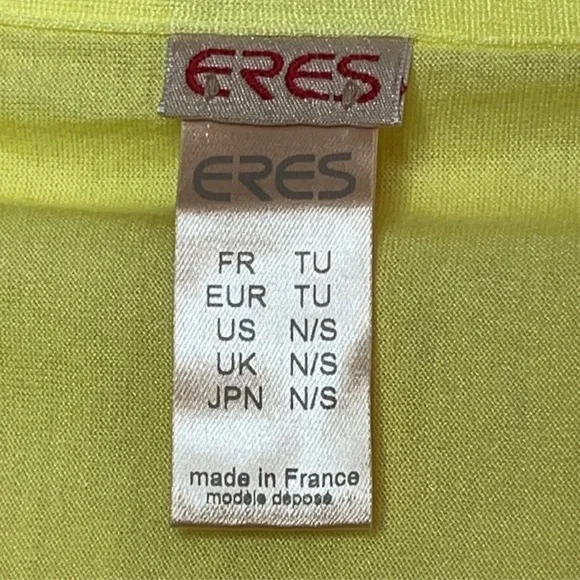 ERES
ERES
FR TU
EUR TU
US N/S
UK N/S
JPN N/S
made in France
modèle déposé